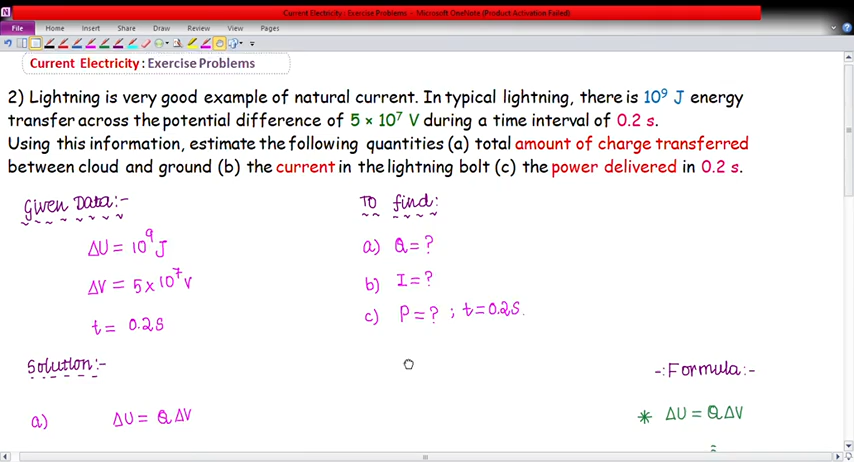 Current Electricity : Exercise Problems - Microsoft OneNote (Product Activation Failed)
File Home Insert Share Draw Review View
Current Electricity : Exercise Problems
2) Lightning is very good example of natural current. In typical lightning, there is 10⁹ J energy
transfer across the potential difference of 5 × 10⁷ V during a time interval of 0.2 s.
Using this information, estimate the following quantities (a) total amount of charge transferred
between cloud and ground (b) the current in the lightning bolt (c) the power delivered in 0.2 s.
Given Data:-
ΔU = 10⁹ J
ΔV = 5 × 10⁷ V
t = 0.2 S
To find:
a) Q = ?
b) I = ?
c) P = ? ; t = 0.2 S.
Solution:-
a) ΔU = Q ΔV
-: Formula:-
* ΔU = Q ΔV